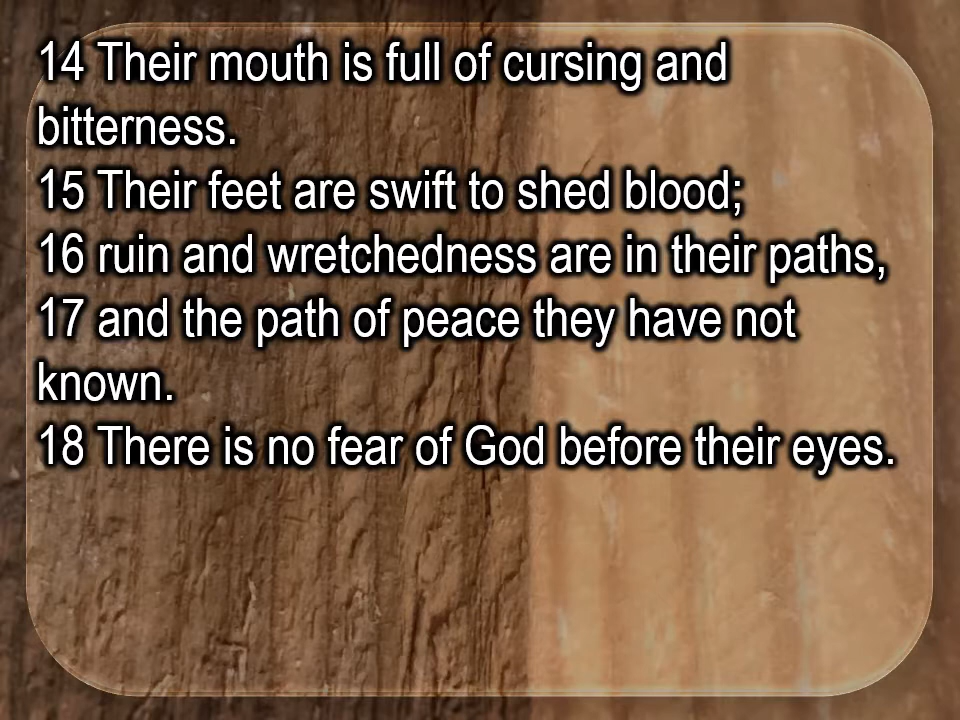 14 Their mouth is full of cursing and
bitterness.
15 Their feet are swift to shed blood;
16 ruin and wretchedness are in their paths,
17 and the path of peace they have not
known.
18 There is no fear of God before their eyes.